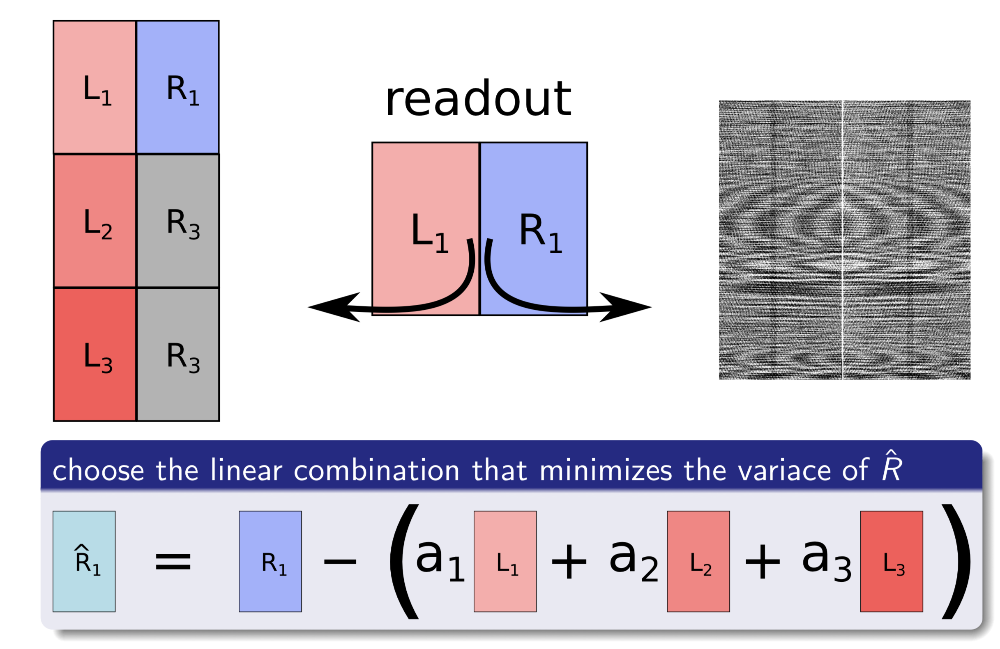 L₁ R₁
L₂ R₃
L₃ R₃
readout
L₁ R₁
choose the linear combination that minimizes the variace of R̂
R̂₁ = R₁ − ( a₁ L₁ + a₂ L₂ + a₃ L₃ )